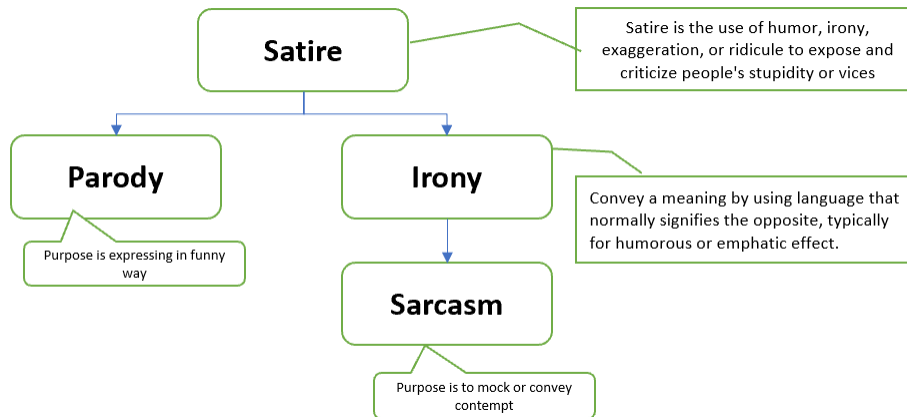 Satire
Satire is the use of humor, irony,
exaggeration, or ridicule to expose and
criticize people's stupidity or vices
Parody
Irony
Purpose is expressing in funny
way
Convey a meaning by using language that
normally signifies the opposite, typically
for humorous or emphatic effect.
Sarcasm
Purpose is to mock or convey
contempt